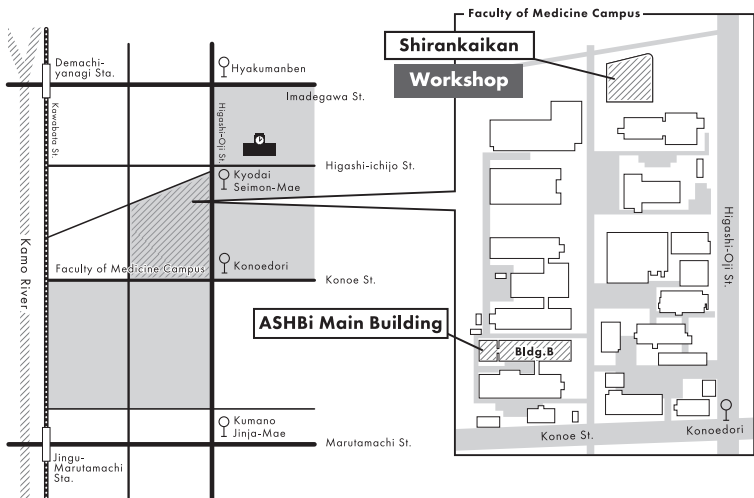 Faculty of Medicine Campus
Shirankaikan
Workshop
Demachi-
yanagi Sta.
Hyakumanben
Imadegawa St.
Kawabata St.
Higashi-Oji St.
Higashi-ichijo St.
Kyodai
Seimon-Mae
Kamo River
Faculty of Medicine Campus
Konoedori
Konoe St.
Higashi-Oji St.
ASHBi Main Building
Bldg.B
Kumano
Jinja-Mae
Marutamachi St.
Jingu-
Marutamachi
Sta.
Konoe St.
Konoedori